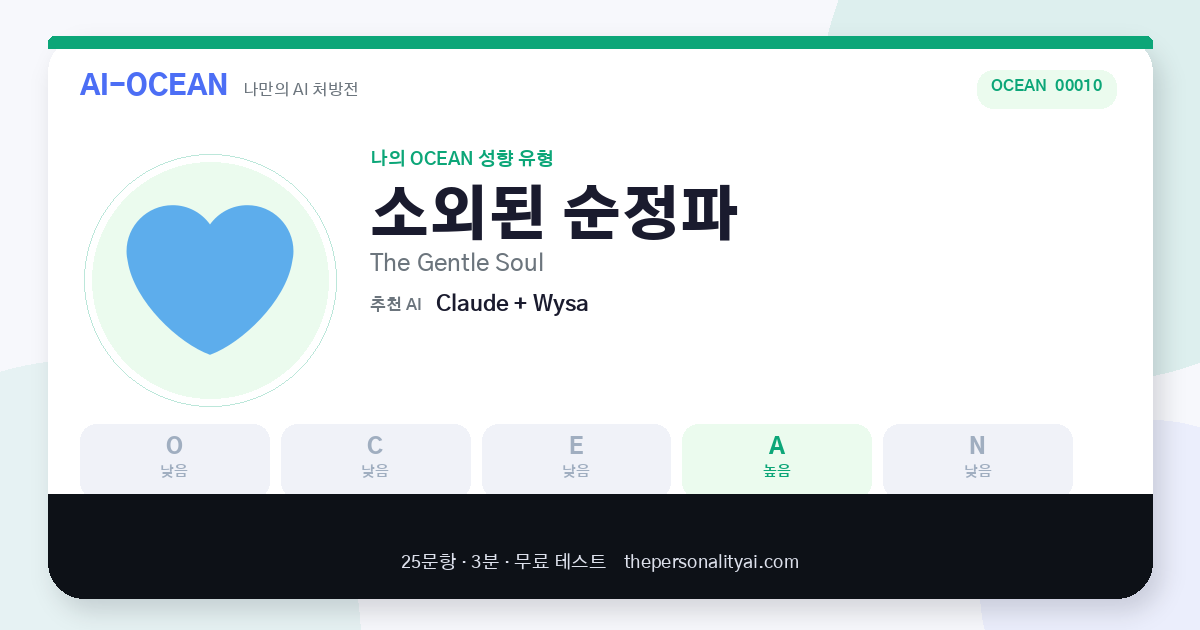 AI-OCEAN 나만의 AI 처방전
OCEAN 00010
나의 OCEAN 성향 유형
소외된 순정파
The Gentle Soul
추천 AI Claude + Wysa
O C E A N
낮음 낮음 낮음 높음 낮음
25문항 · 3분 · 무료 테스트 thepersonalityai.com